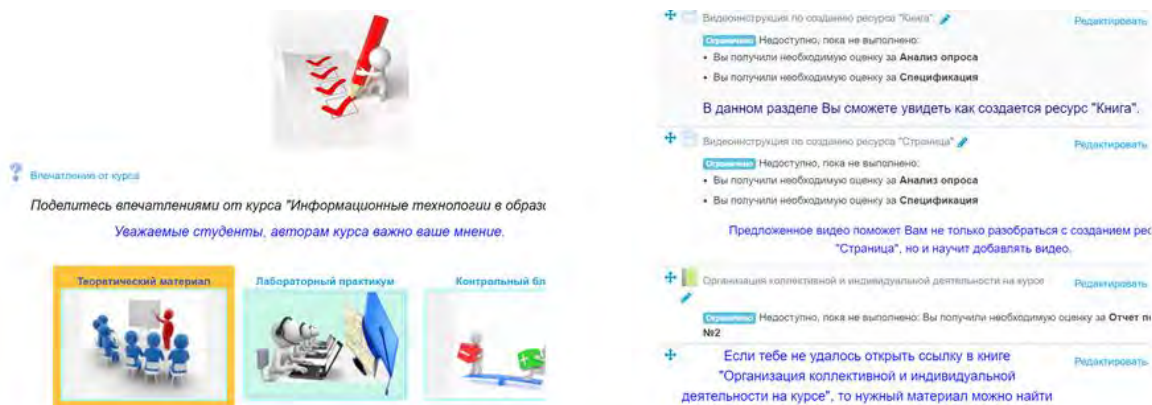 Впечатления от курса
Поделитесь впечатлениями от курса "Информационные технологии в образо
Уважаемые студенты, авторам курса важно ваше мнение.
Теоретический материал
Лабораторный практикум
Контрольный бл
Видеоинструкция по созданию ресурса "Книга".
Редактировать
Ограничено Недоступно, пока не выполнено:
• Вы получили необходимую оценку за Анализ опроса
• Вы получили необходимую оценку за Спецификация
В данном разделе Вы сможете увидеть как создается ресурс "Книга".
Видеоинструкция по созданию ресурса "Страница"
Редактировать
Ограничено Недоступно, пока не выполнено:
• Вы получили необходимую оценку за Анализ опроса
• Вы получили необходимую оценку за Спецификация
Предложенное видео поможет Вам не только разобраться с созданием рес
"Страница", но и научит добавлять видео.
Организация коллективной и индивидуальной деятельности на курсе
Редактировать
Ограничено Недоступно, пока не выполнено: Вы получили необходимую оценку за Отчет п
№2
Если тебе не удалось открыть ссылку в книге
Редактировать
"Организация коллективной и индивидуальной
деятельности на курсе", то нужный материал можно найти